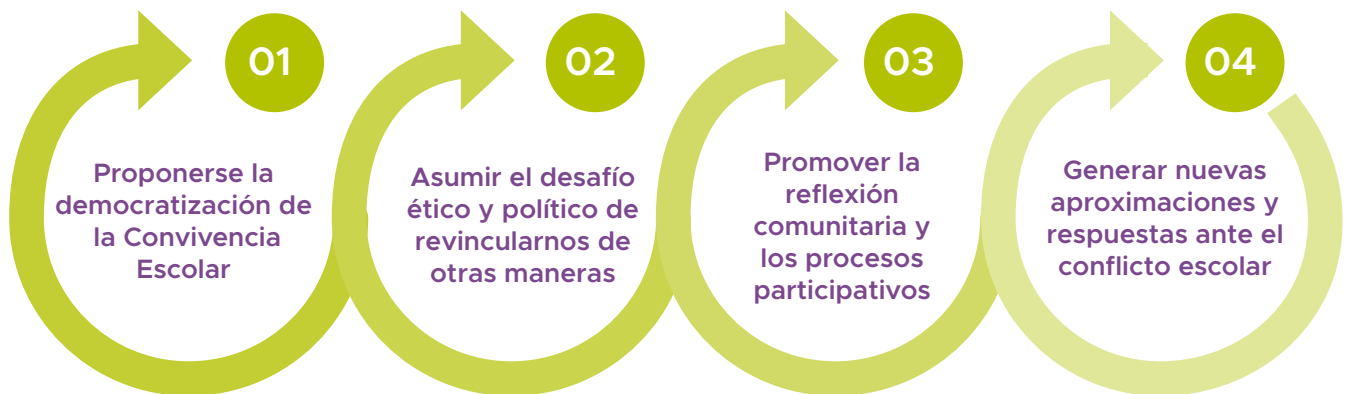 01
Proponerse la
democratización de
la Convivencia
Escolar
02
Asumir el desafío
ético y político de
revincularnos de
otras maneras
03
Promover la
reflexión
comunitaria y
los procesos
participativos
04
Generar nuevas
aproximaciones y
respuestas ante el
conflicto escolar